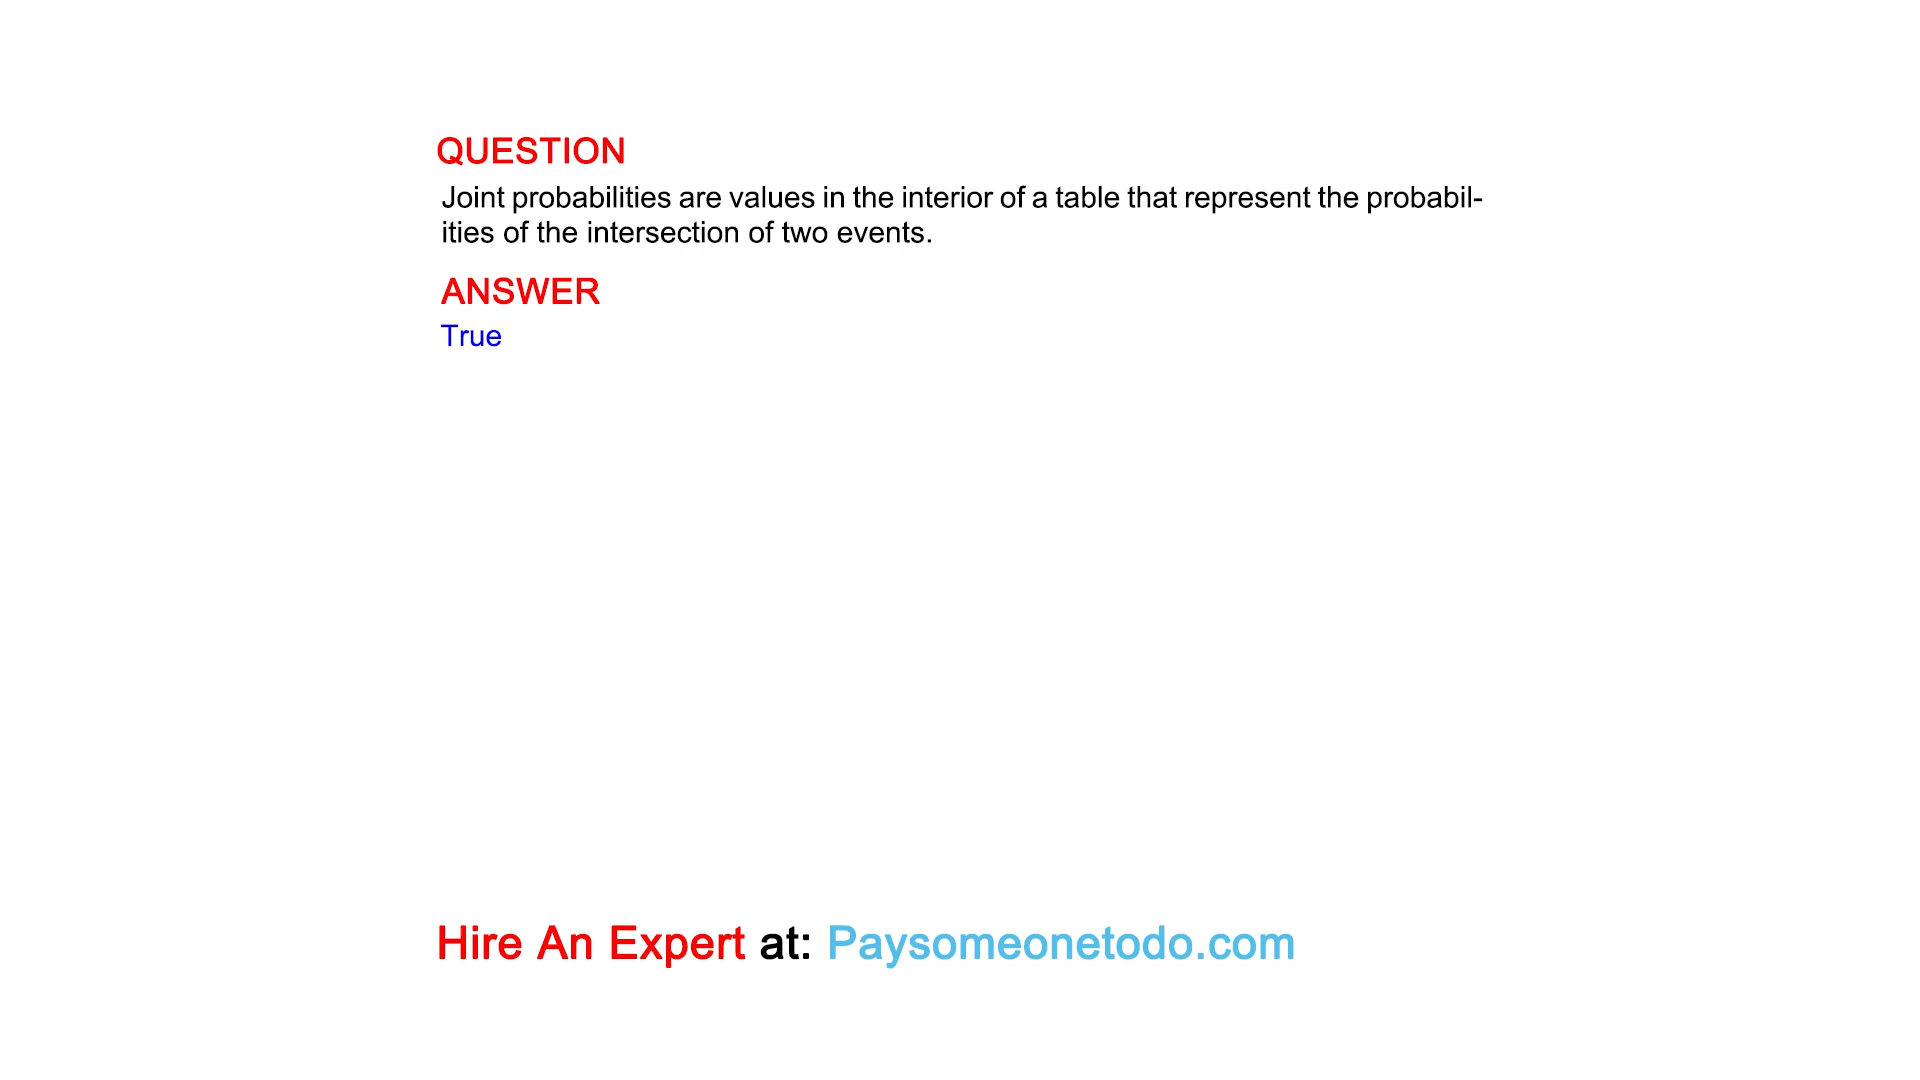 QUESTION
Joint probabilities are values in the interior of a table that represent the probabil-
ities of the intersection of two events.
ANSWER
True
Hire An Expert at: Paysomeonetodo.com